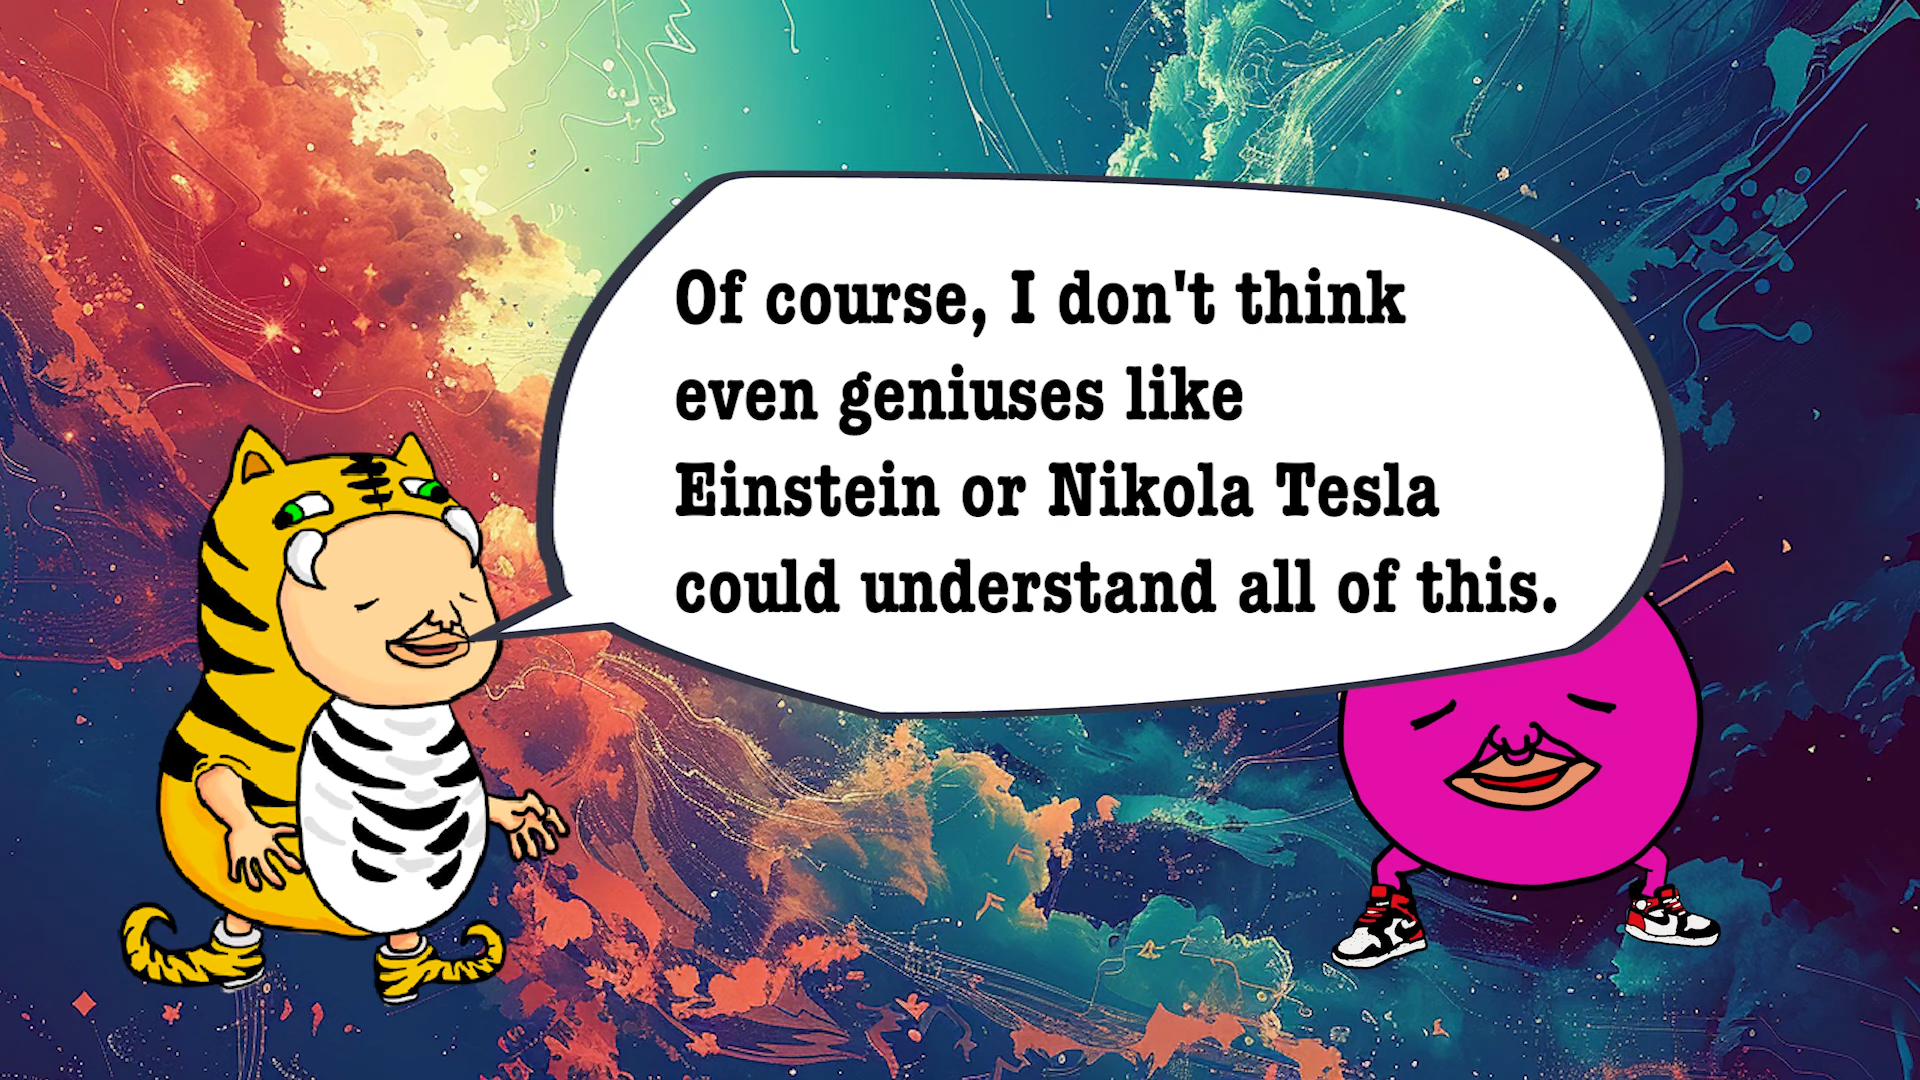 Of course, I don't think
even geniuses like
Einstein or Nikola Tesla
could understand all of this.